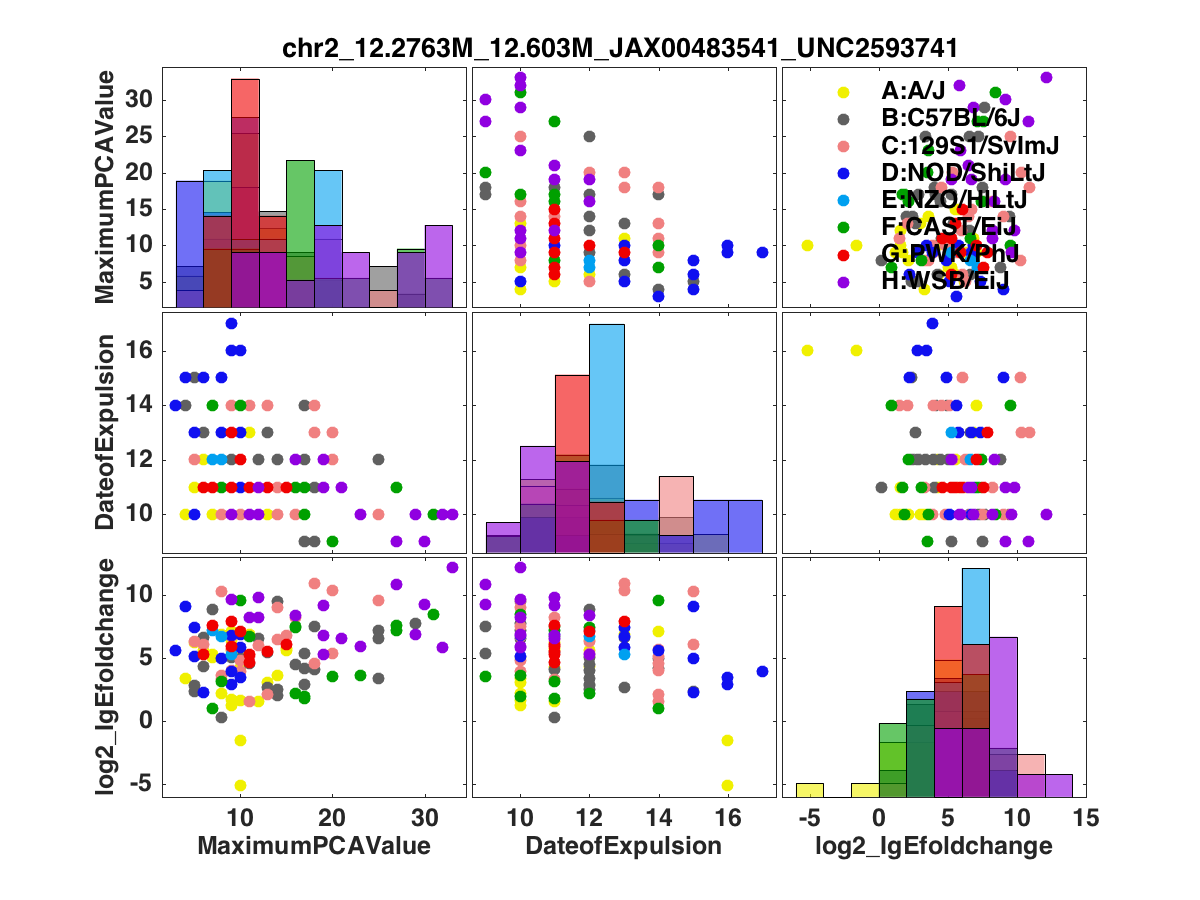 chr2_12.2763M_12.603M_JAX00483541_UNC2593741
MaximumPCAValue
30
25
20
15
10
5
A:A/J
B:C57BL/6J
C:129S1/SvImJ
D:NOD/ShiLtJ
E:NZO/HILtJ
F:CAST/EiJ
G:PWK/PhJ
H:WSB/EiJ
DateofExpulsion
16
14
12
10
log2_IgEfoldchange
10
5
0
-5
10 20 30
10 12 14 16
-5 0 5 10 15
MaximumPCAValue
DateofExpulsion
log2_IgEfoldchange